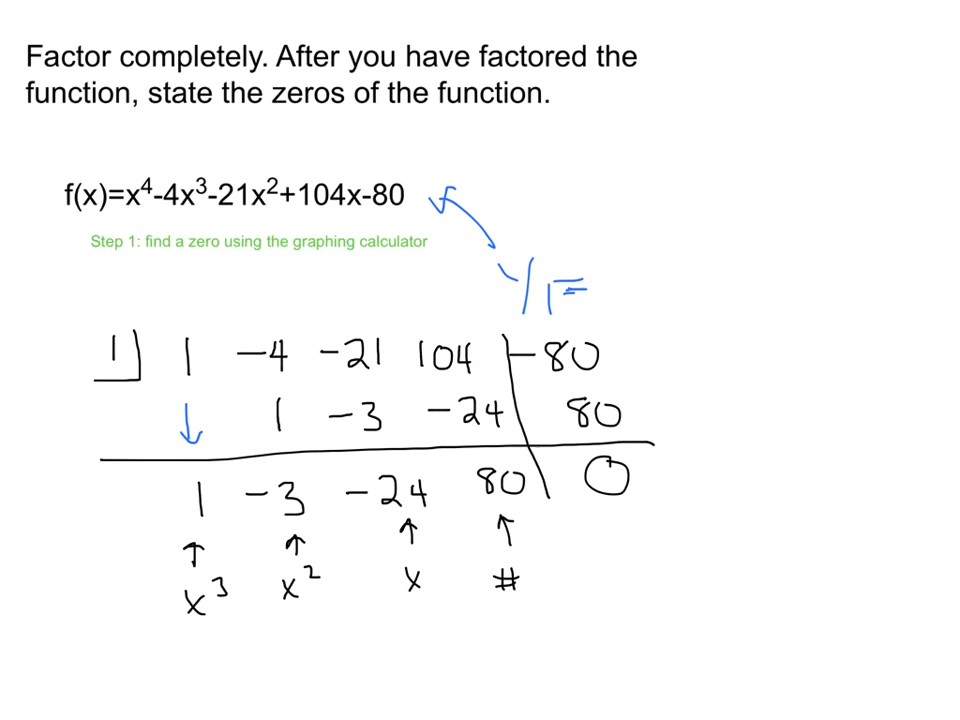 Factor completely. After you have factored the
function, state the zeros of the function.
f(x)=x⁴-4x³-21x²+104x-80
Step 1: find a zero using the graphing calculator
Y1=
1 1 -4 -21 104 -80
1 -3 -24 80
1 -3 -24 80 0
x³ x² x #